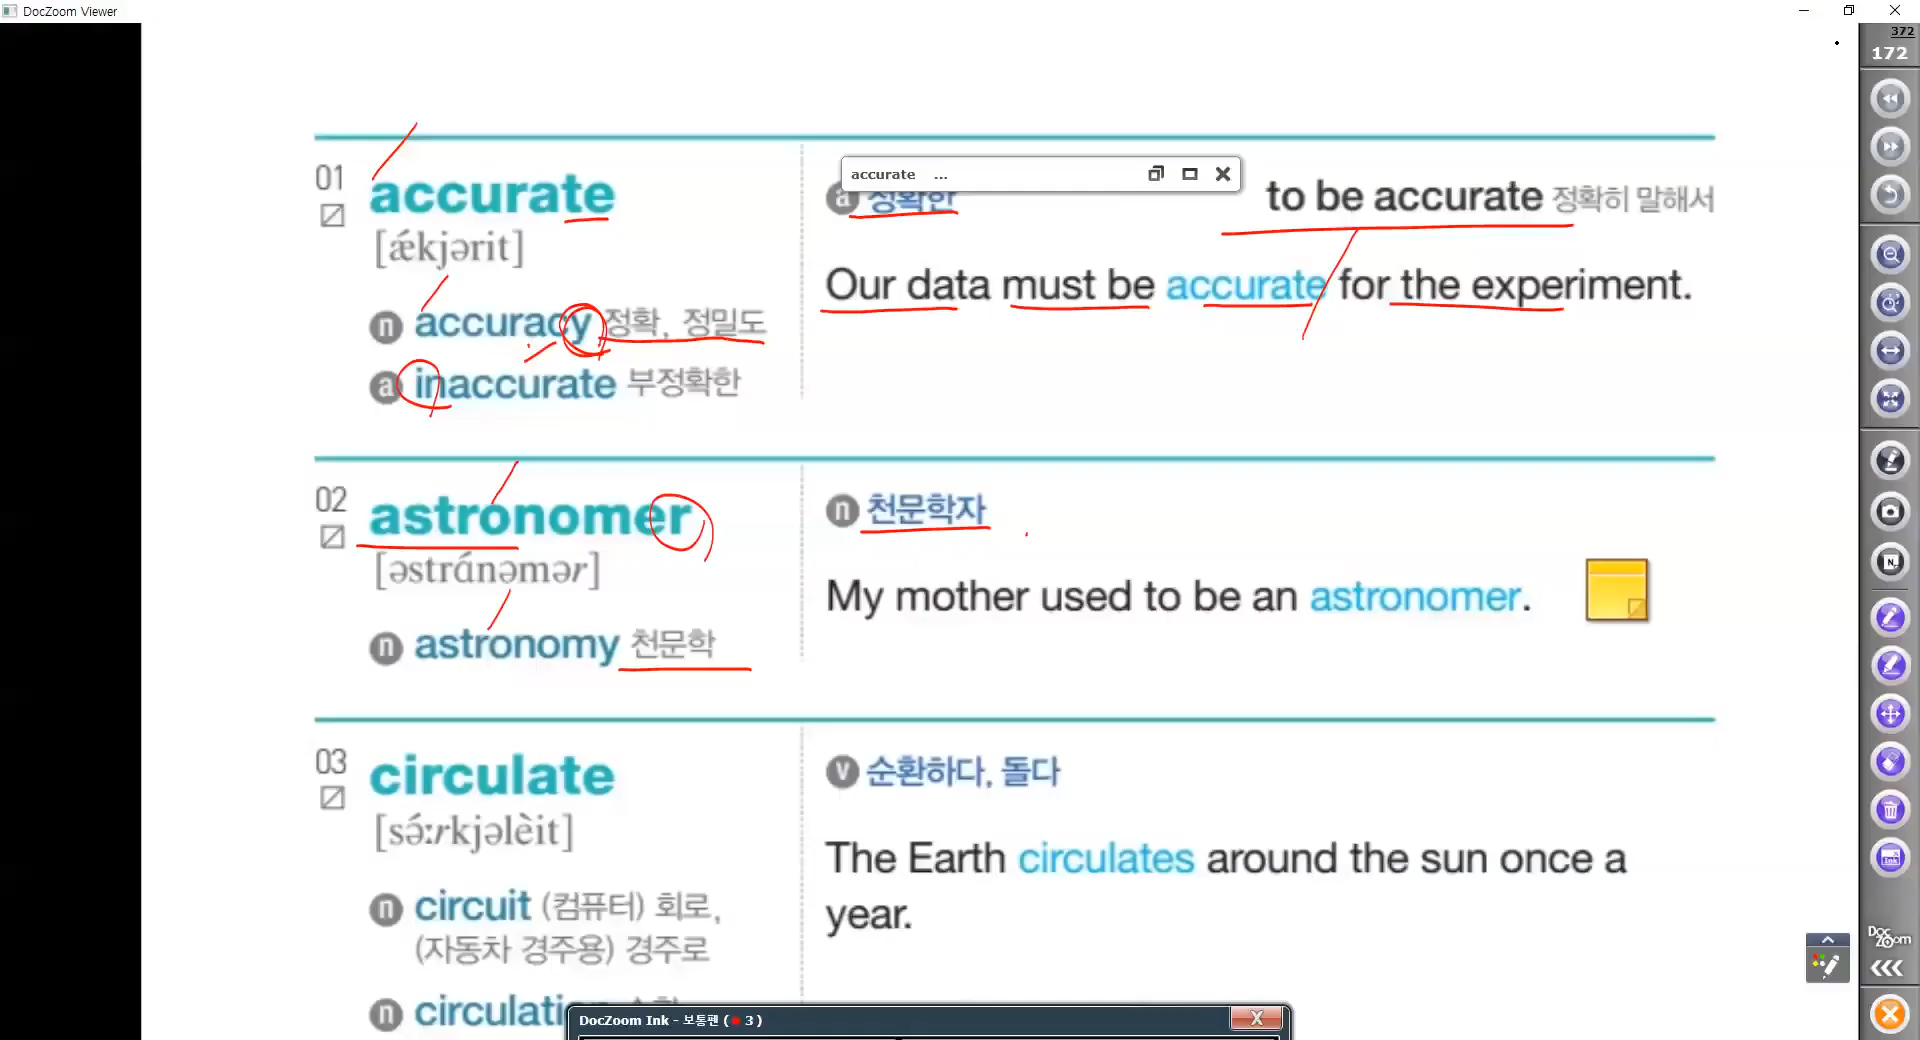 DocZoom Viewer
372
172
01
accurate
[ǽkjərit]
n accuracy 정확, 정밀도
a inaccurate 부정확한
accurate ...
a 정확한
to be accurate 정확히 말해서
Our data must be accurate for the experiment.
02
astronomer
[əstrɑ́nəmər]
n astronomy 천문학
n 천문학자
My mother used to be an astronomer.
03
circulate
[sə́ːrkjəlèit]
n circuit (컴퓨터) 회로,
(자동차 경주용) 경주로
n
v 순환하다, 돌다
The Earth circulates around the sun once a
year.
Doc
Zoom
DocZoom Ink - 보통펜 ( 3 )